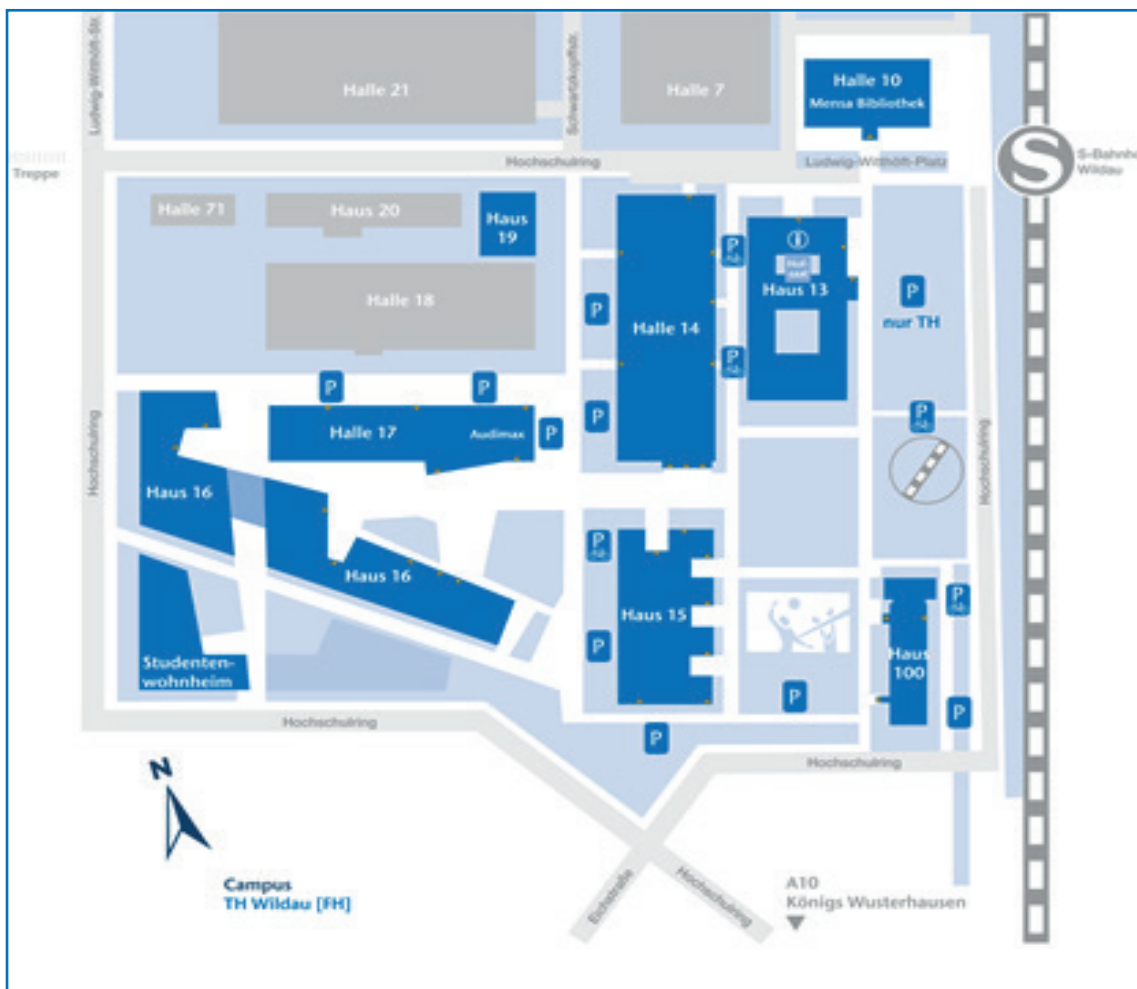 Ludwig-Witthöft-Str.
Halle 21
Schwartzkopffstr.
Halle 7
Halle 10
Mensa Bibliothek
Treppe
Hochschulring
Ludwig-Witthöft-Platz
S
S-Bahnho
Wildau
Halle 71
Haus 20
Haus
19
Halle 18
Halle 14
P
i
Haus 13
P
P
nur TH
P
P
P
P
P
P
Hochschulring
Halle 17
Audimax
P
Hochschulring
Haus 16
Haus 16
P
Haus 15
P
P
Haus
100
P
P
P
Studenten-
wohnheim
Hochschulring
P
Hochschulring
N
Eichstraße
Hochschulring
Campus
TH Wildau [FH]
A10
Königs Wusterhausen